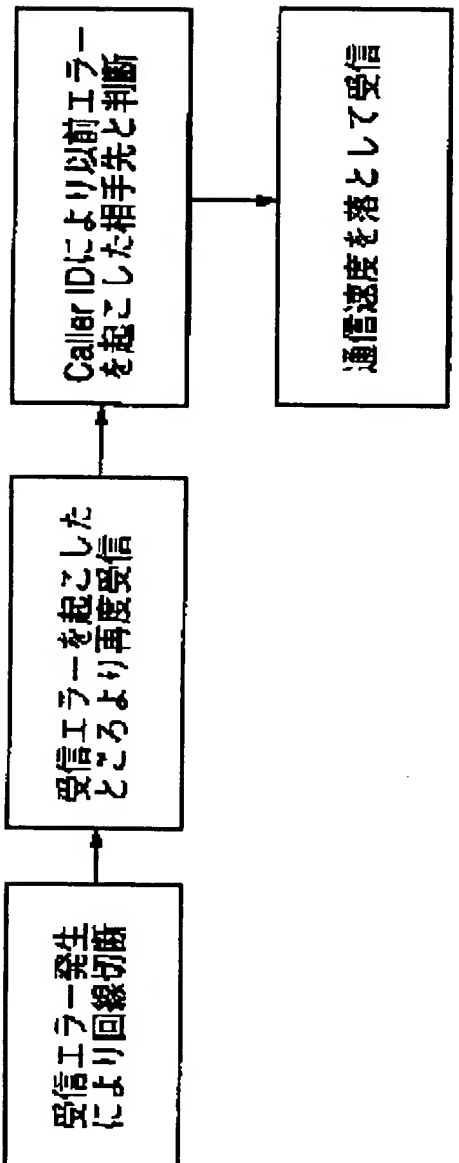 受信エラー発生
により回線切断
受信エラーを起こした
ところより再度受信
Caller IDにより以前エラー
を起こした相手先と判断
通信速度を落として受信